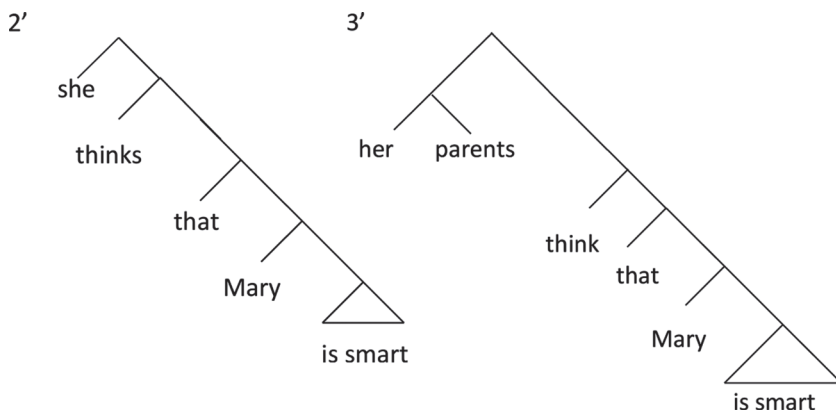 2’
she
thinks
that
Mary
is smart
3’
her parents
think
that
Mary
is smart